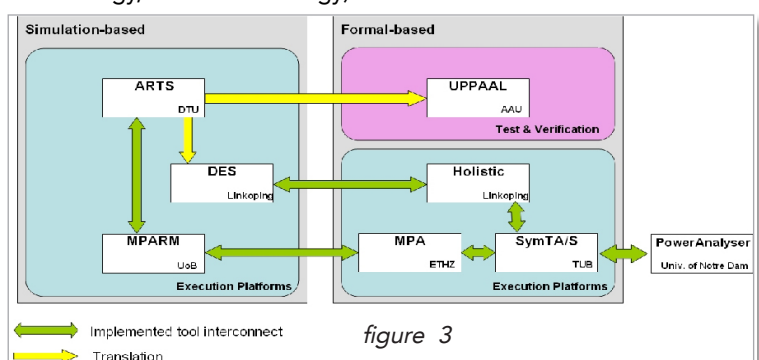 Simulation-based
Formal-based
ARTS
DTU
UPPAAL
AAU
Test & Verification
DES
Linkoping
Holistic
Linkoping
MPARM
UoB
MPA
ETHZ
SymTA/S
TUB
PowerAnalyser
Univ. of Notre Dam
Execution Platforms
Execution Platforms
Implemented tool interconnect
figure 3
Translation